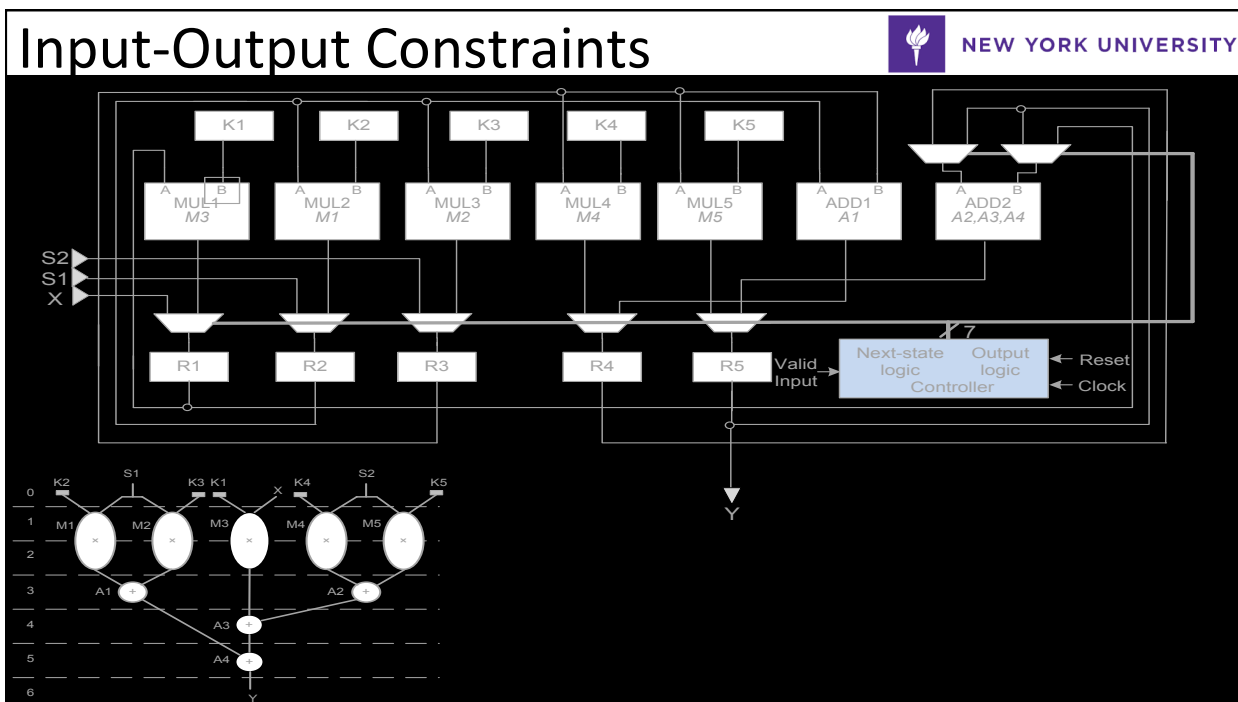 Input-Output Constraints
NEW YORK UNIVERSITY
K1 K2 K3 K4 K5
A B A B A B A B A B A B A B
MUL1 MUL2 MUL3 MUL4 MUL5 ADD1 ADD2
M3 M1 M2 M4 M5 A1 A2,A3,A4
S2
S1
X
7
R1 R2 R3 R4 R5
Valid
Input
Next-state Output
logic logic
Controller
Reset
Clock
Y
S1 S2
K2 K3 K1 X K4 K5
0
1 M1 M2 M3 M4 M5
× × × × ×
2
3 A1 + A2 +
4 A3 +
5 A4 +
6 Y